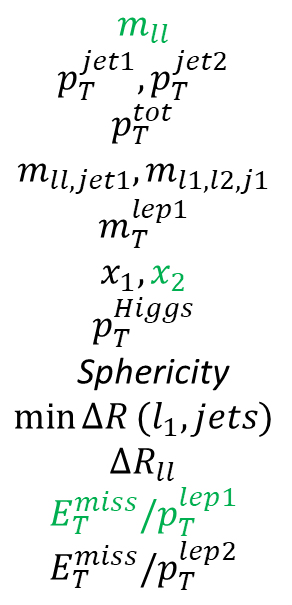 m_{ll}
p_T^{jet1}, p_T^{jet2}
p_T^{tot}
m_{ll,jet1}, m_{l1,l2,j1}
m_T^{lep1}
x_1, x_2
p_T^{Higgs}
Sphericity
min ΔR (l_1, jets)
ΔR_{ll}
E_T^{miss}/p_T^{lep1}
E_T^{miss}/p_T^{lep2}